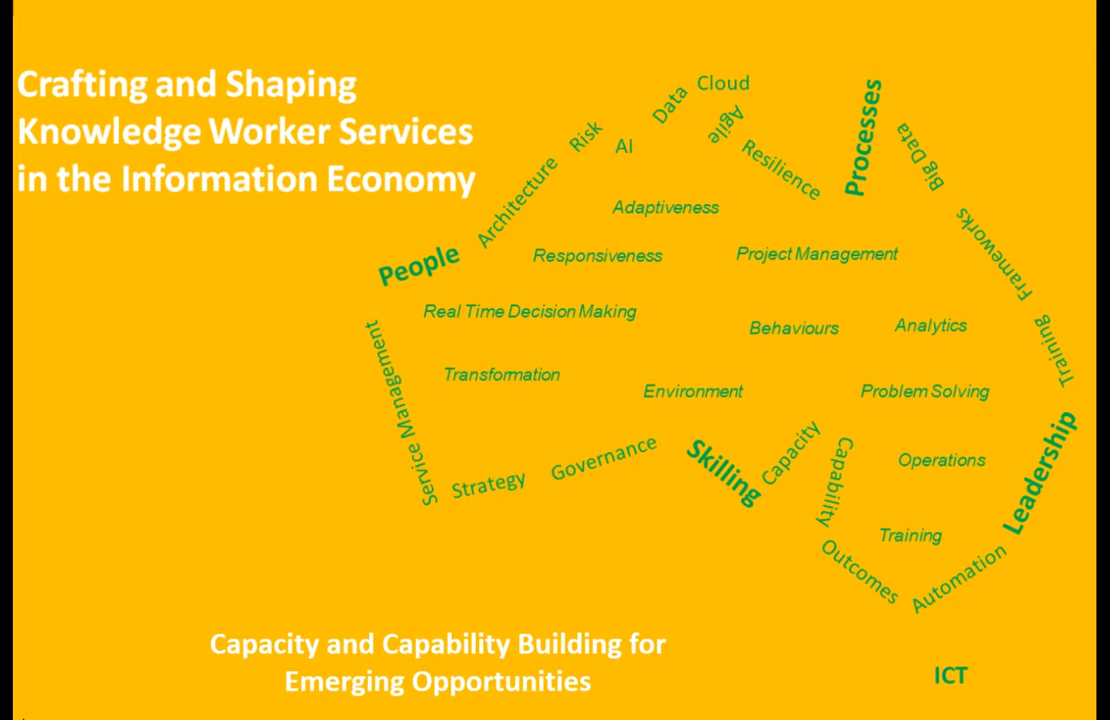 Crafting and Shaping
Knowledge Worker Services
in the Information Economy
Cloud
Data
Agile
Processes
Risk
AI
Resilience
Big Data
Architecture
Adaptiveness
People
Responsiveness
Project Management
Frameworks
Real Time Decision Making
Behaviours
Analytics
Training
Service Management
Transformation
Environment
Problem Solving
Strategy
Governance
Skilling
Capacity
Capability
Operations
Leadership
Training
Outcomes
Automation
Capacity and Capability Building for
Emerging Opportunities
ICT